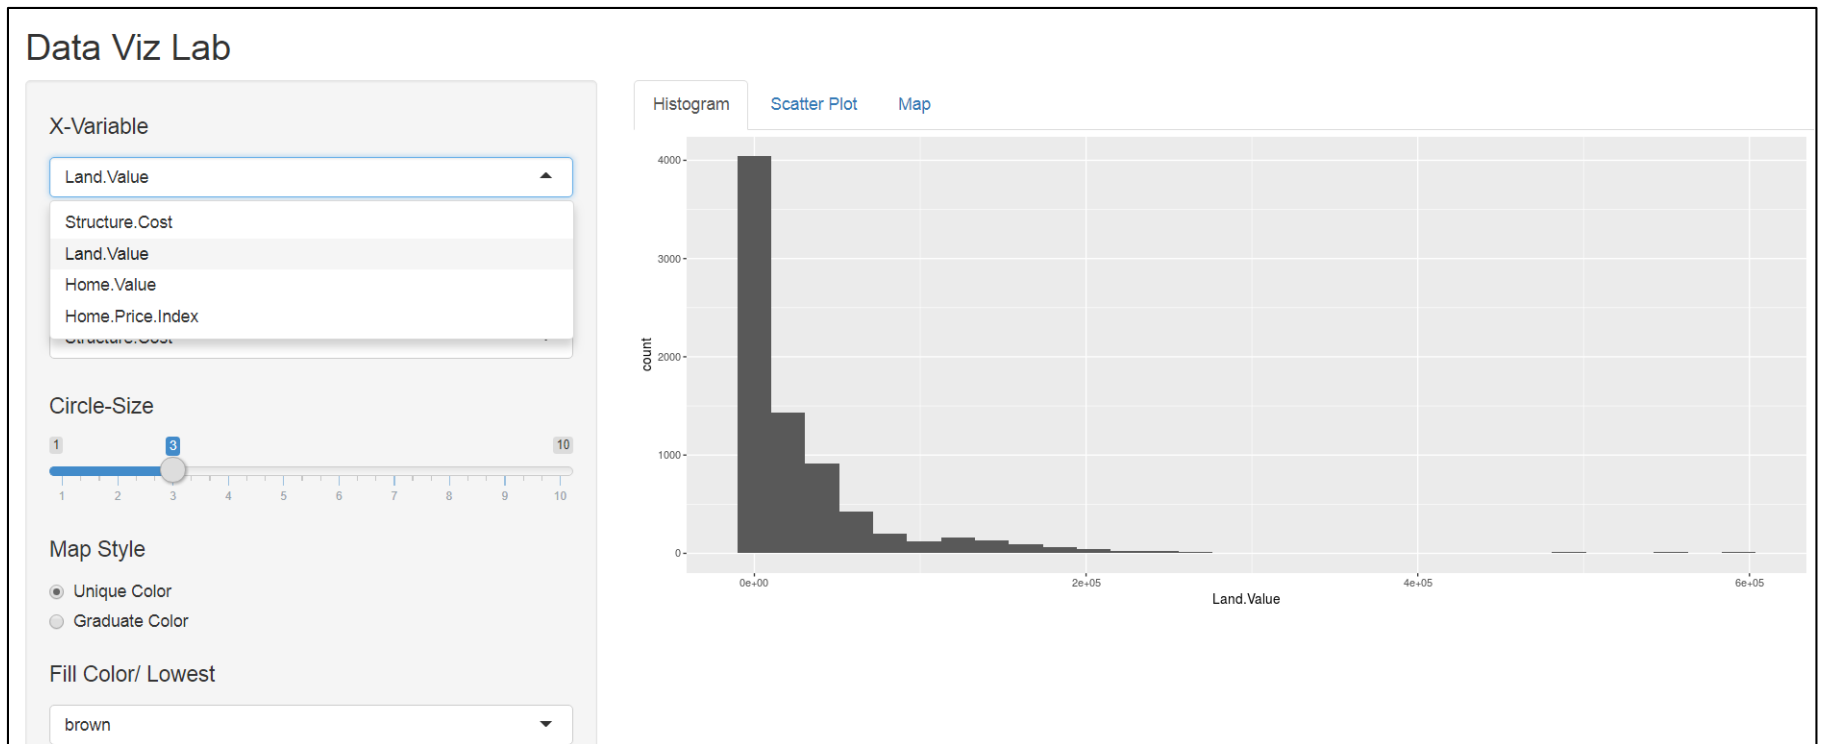 Data Viz Lab
X-Variable
Land.Value
Structure.Cost
Land.Value
Home.Value
Home.Price.Index
Structure.Cost
Circle-Size
1 3 10
1 2 3 4 5 6 7 8 9 10
Map Style
Unique Color
Graduate Color
Fill Color/ Lowest
brown
Histogram Scatter Plot Map
4000
3000
2000
1000
0
count
0e+00 2e+05 4e+05 6e+05
Land.Value